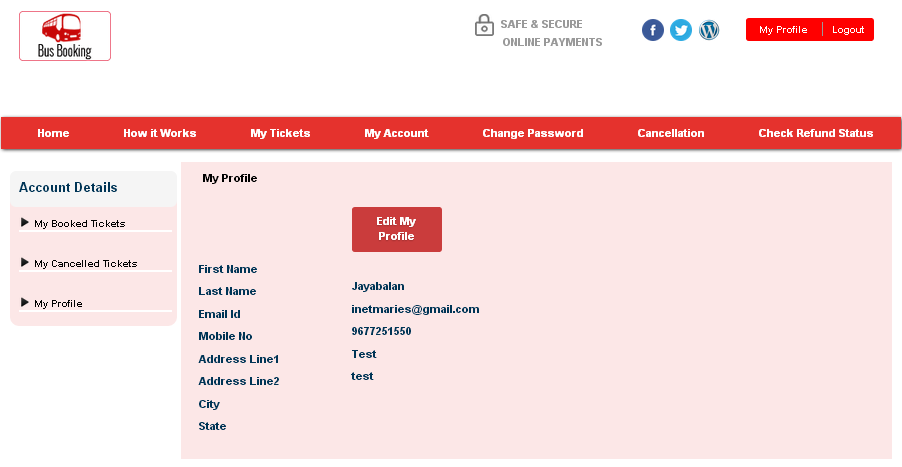 Bus Booking
SAFE & SECURE
ONLINE PAYMENTS
My Profile
Logout
Home
How it Works
My Tickets
My Account
Change Password
Cancellation
Check Refund Status
Account Details
My Booked Tickets
My Cancelled Tickets
My Profile
My Profile
Edit My
Profile
First Name
Last Name
Jayabalan
Email Id
inetmaries@gmail.com
Mobile No
9677251550
Address Line1
Test
Address Line2
test
City
State